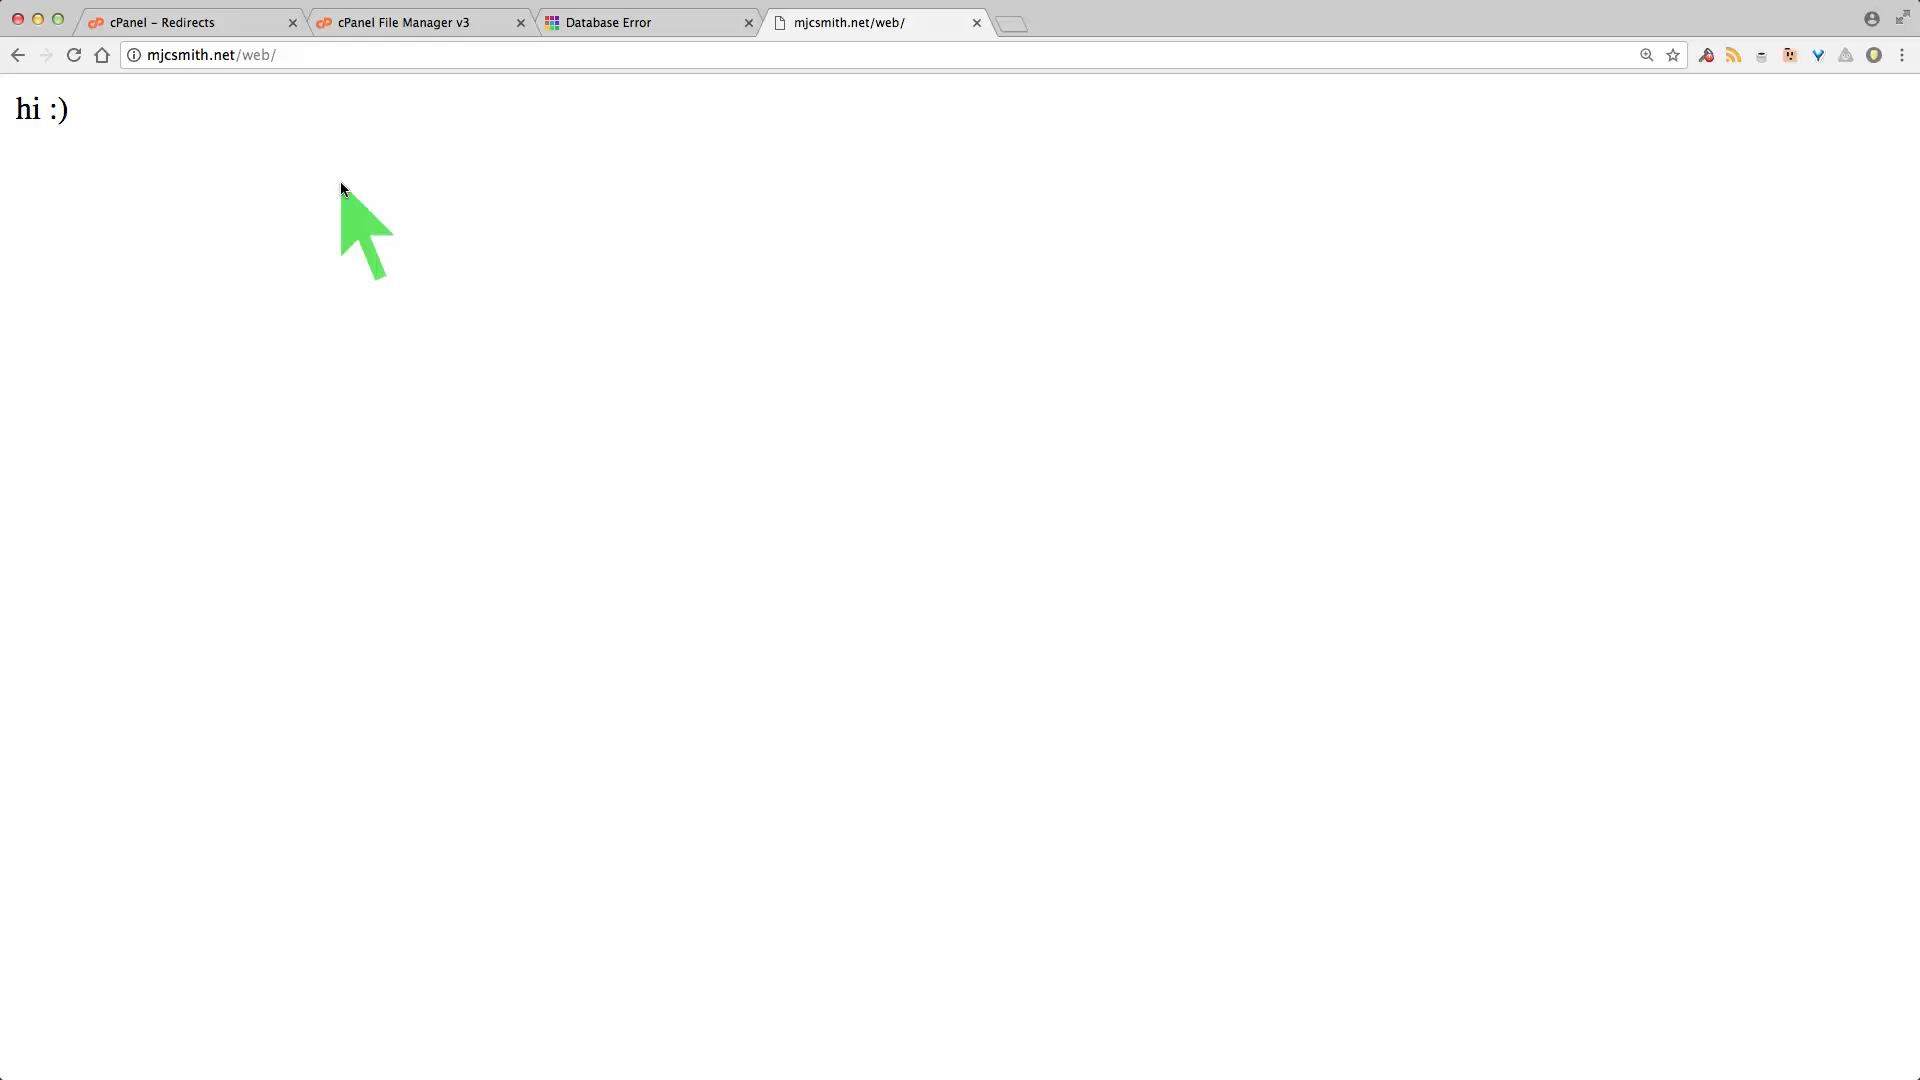 cPanel - Redirects
cPanel File Manager v3
Database Error
mjcsmith.net/web/
mjcsmith.net/web/
hi :)